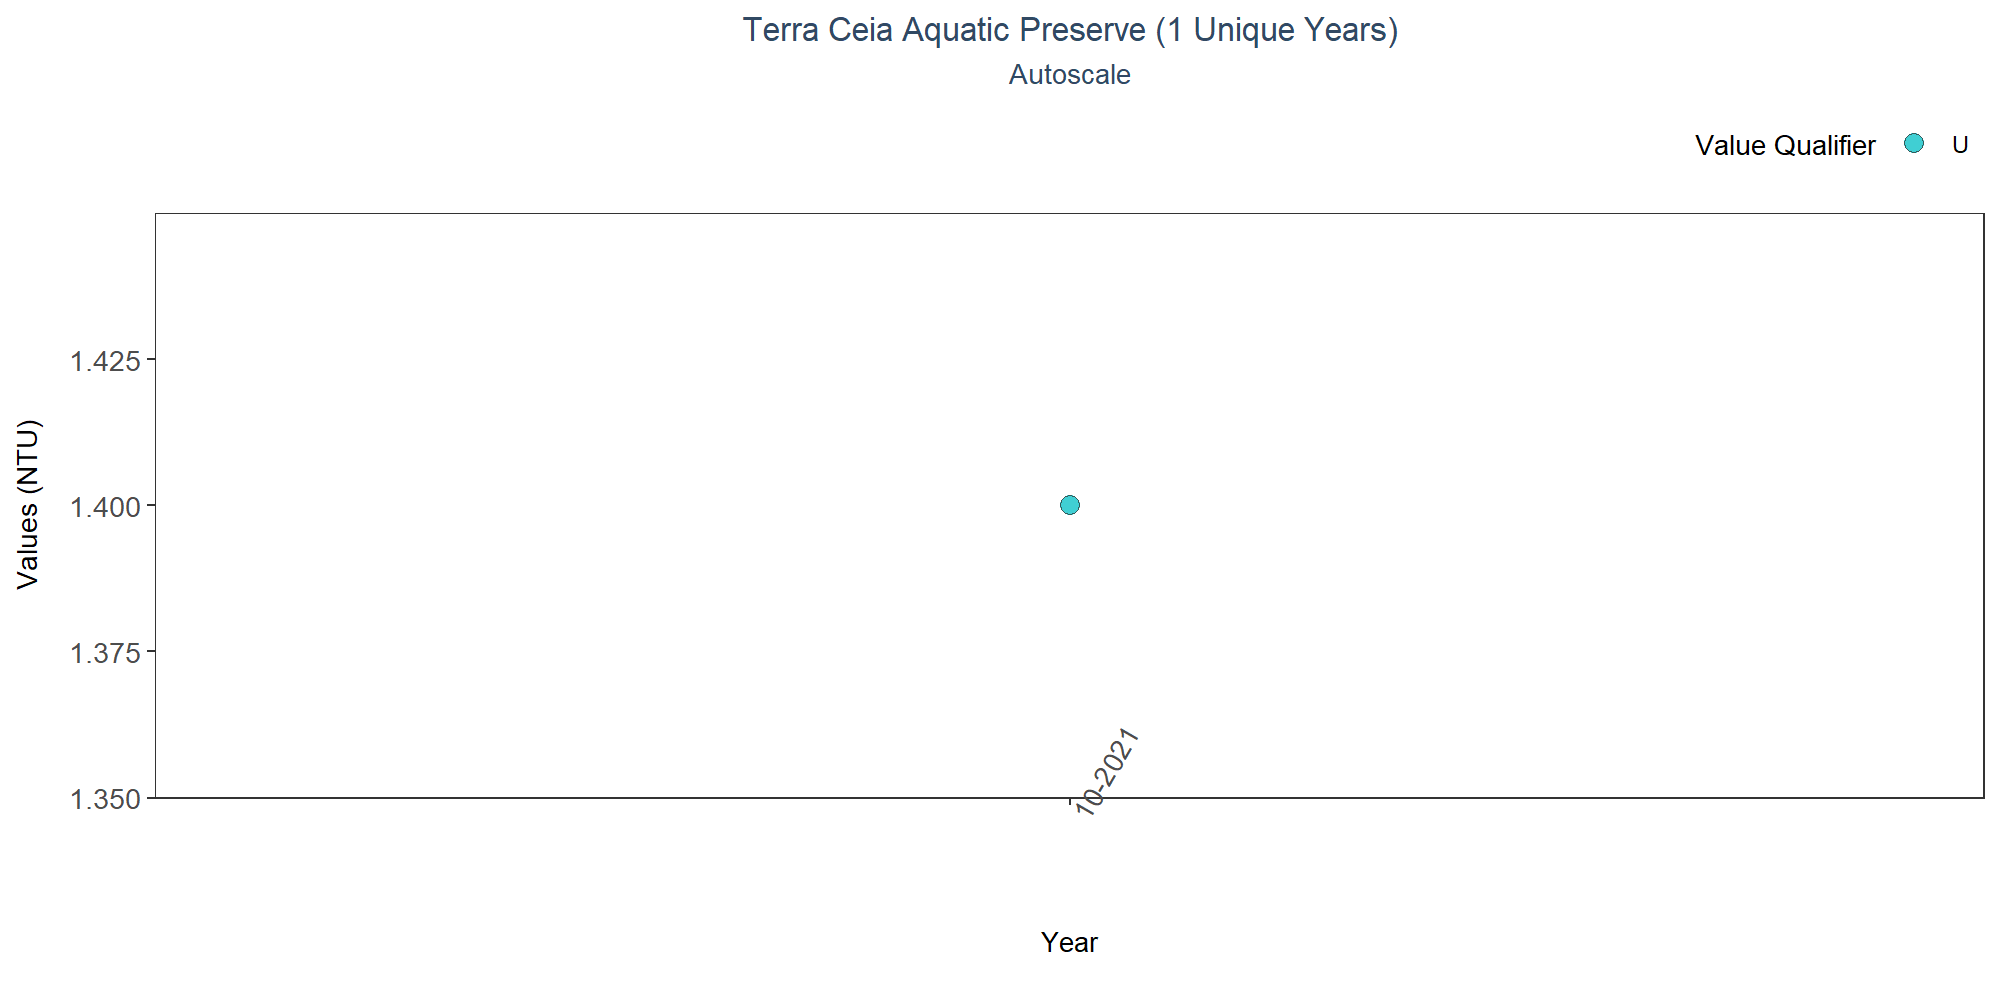 Terra Ceia Aquatic Preserve (1 Unique Years)
Autoscale
Value Qualifier U
1.425
1.400
1.375
1.350
Values (NTU)
10-2021
Year